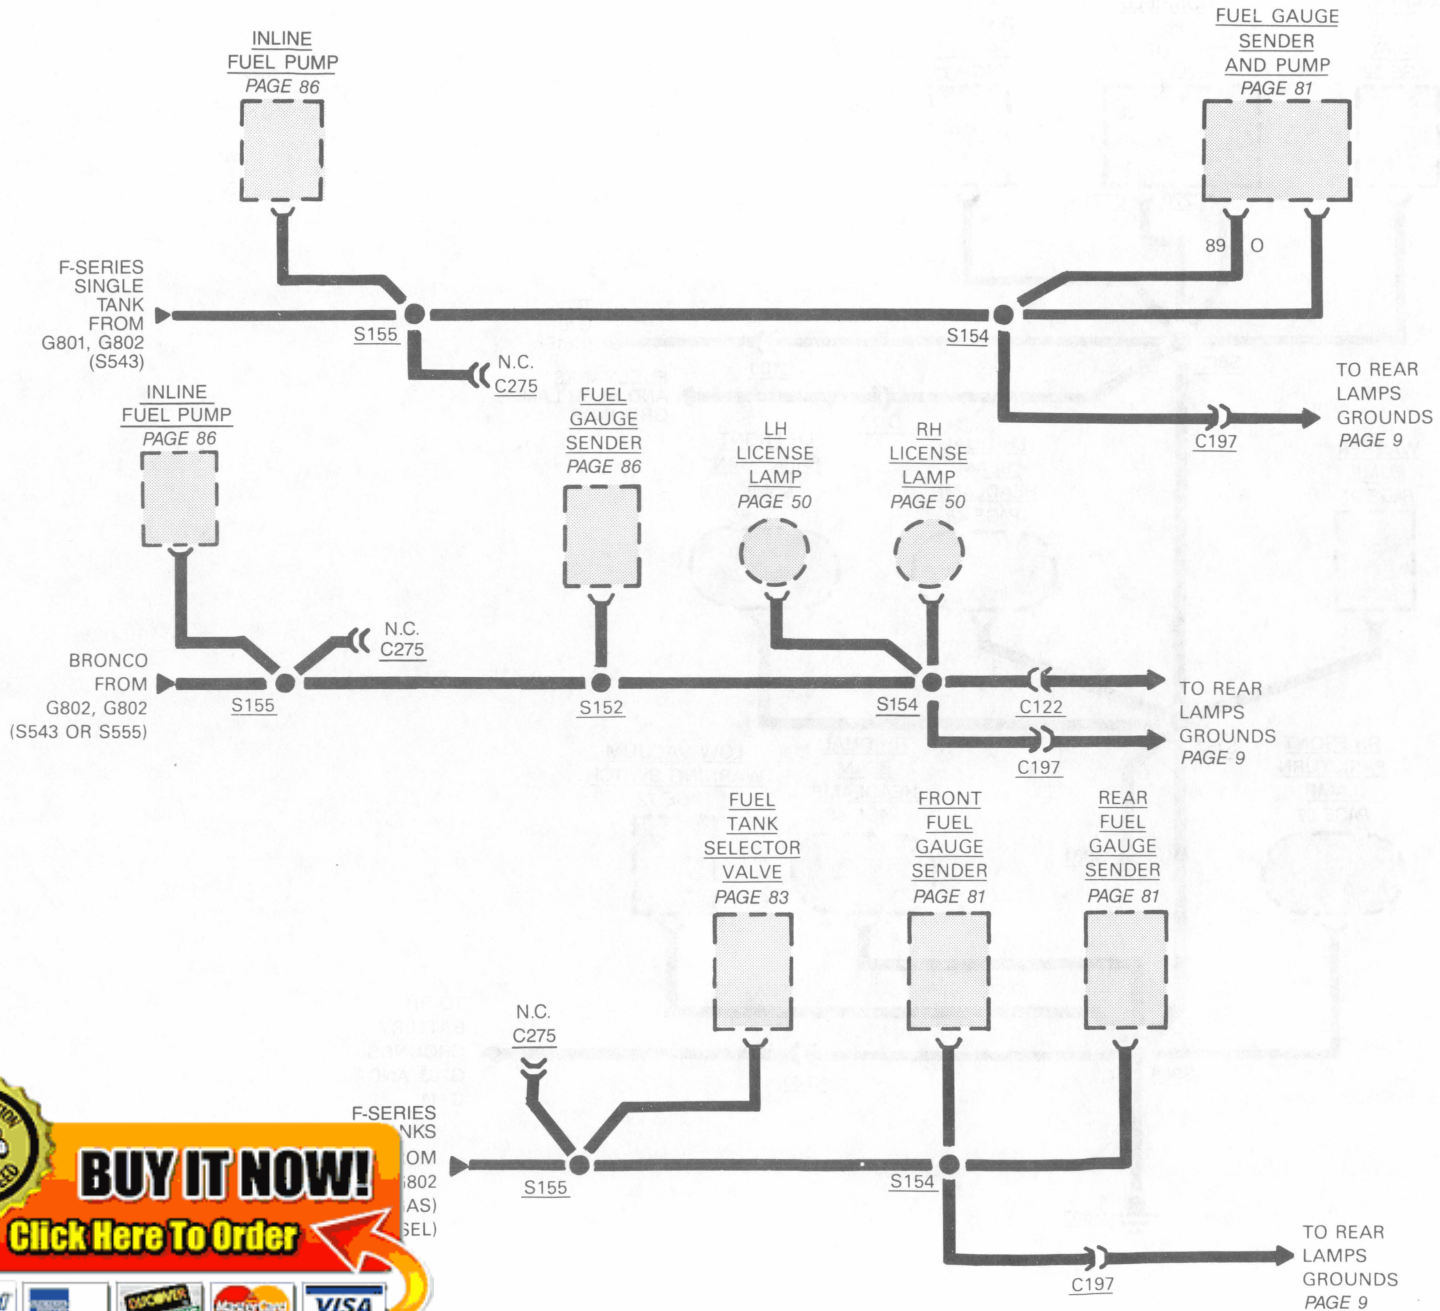 INLINE
FUEL PUMP
PAGE 86
FUEL GAUGE
SENDER
AND PUMP
PAGE 81
89 O
F-SERIES
SINGLE
TANK
FROM
G801, G802
(S543)
S155
N.C.
C275
S154
C197
TO REAR
LAMPS
GROUNDS
PAGE 9
INLINE
FUEL PUMP
PAGE 86
FUEL
GAUGE
SENDER
PAGE 86
LH
LICENSE
LAMP
PAGE 50
RH
LICENSE
LAMP
PAGE 50
BRONCO
FROM
G802, G802
(S543 OR S555)
S155
N.C.
C275
S152
S154
C122
C197
TO REAR
LAMPS
GROUNDS
PAGE 9
FUEL
TANK
SELECTOR
VALVE
PAGE 83
FRONT
FUEL
GAUGE
SENDER
PAGE 81
REAR
FUEL
GAUGE
SENDER
PAGE 81
N.C.
C275
F-SERIES
S155
S154
C197
TO REAR
LAMPS
GROUNDS
PAGE 9
BUY IT NOW!
Click Here To Order
DISCOVER
MasterCard
VISA